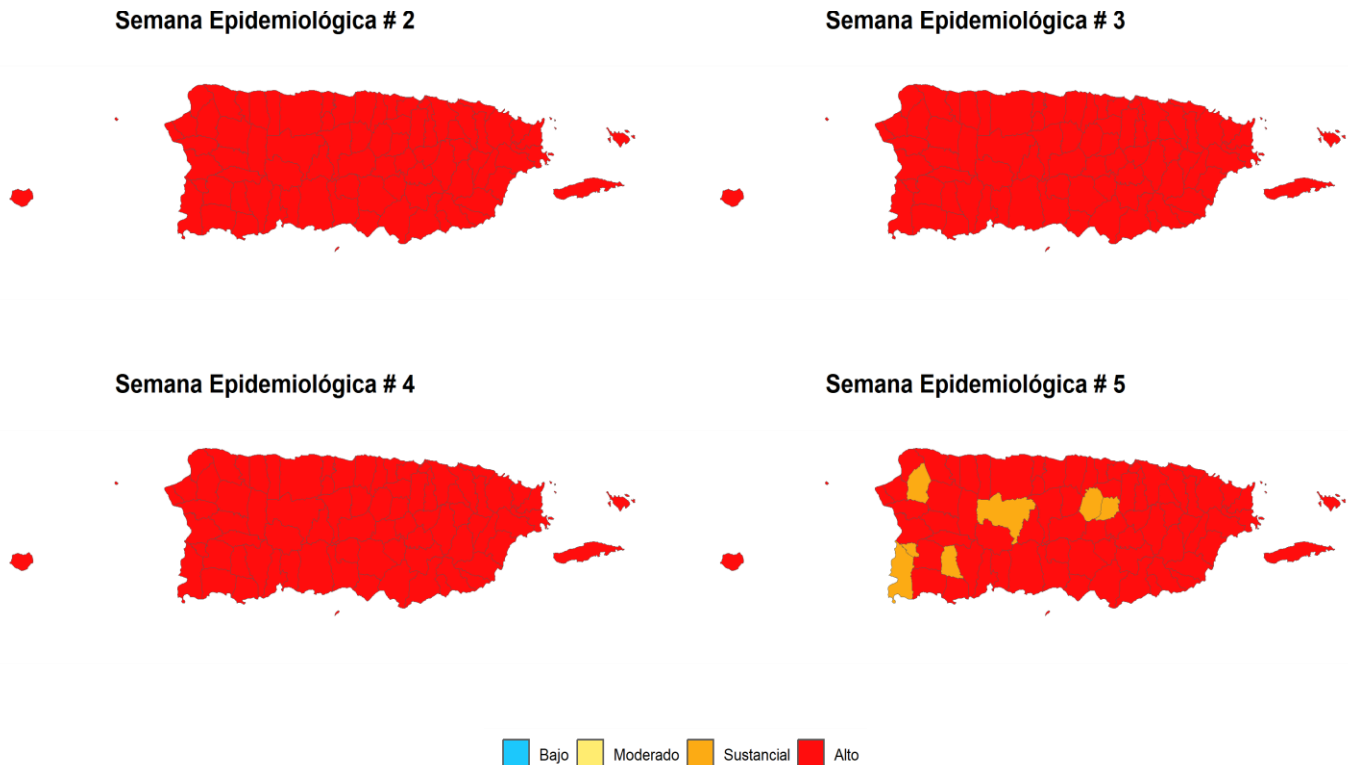 Semana Epidemiológica # 2
Semana Epidemiológica # 3
Semana Epidemiológica # 4
Semana Epidemiológica # 5
Bajo Moderado Sustancial Alto